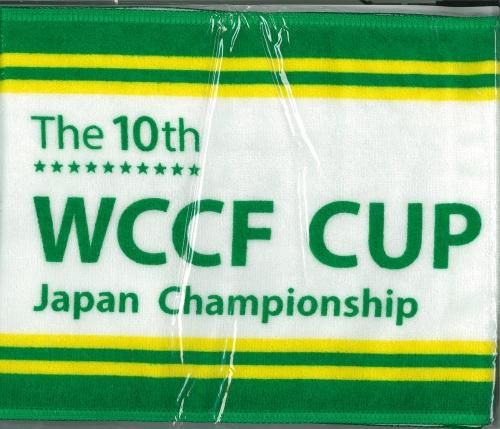 The 10th
★★★★★★★★★★
WCCF CUP
Japan Championship